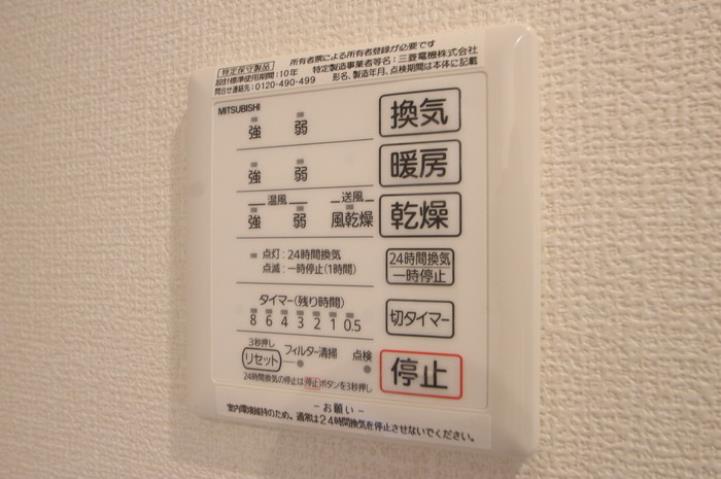 特定保守製品 所有者票による所有者登録が必要です
設計標準使用期間：10年 特定製造事業者等名：三菱電機株式会社
問合せ連絡先：0120-490-499 形名、製造年月、点検期間は本体に記載
MITSUBISHI
強 弱 換気
強 弱 暖房
温風 送風
強 弱 風乾燥 乾燥
点灯：24時間換気
点滅：一時停止(1時間)
24時間換気
一時停止
タイマー(残り時間)
8 6 4 3 2 1 0.5
切タイマー
3秒押し
リセット フィルター清掃 点検
停止
24時間換気の停止は停止ボタンを3秒押し
－お願い－
室内環境維持のため、通常は24時間換気を停止させないでください。